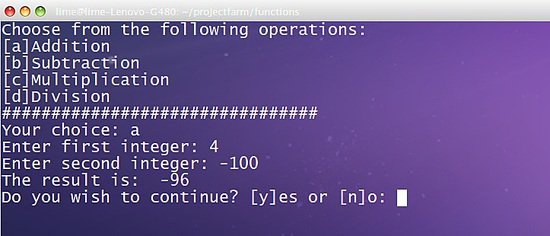 lime@lime-Lenovo-G480: ~/projectfarm/functions
Choose from the following operations:
[a]Addition
[b]Subtraction
[c]Multiplication
[d]Division
################################
Your choice: a
Enter first integer: 4
Enter second integer: -100
The result is:  -96
Do you wish to continue? [y]es or [n]o: